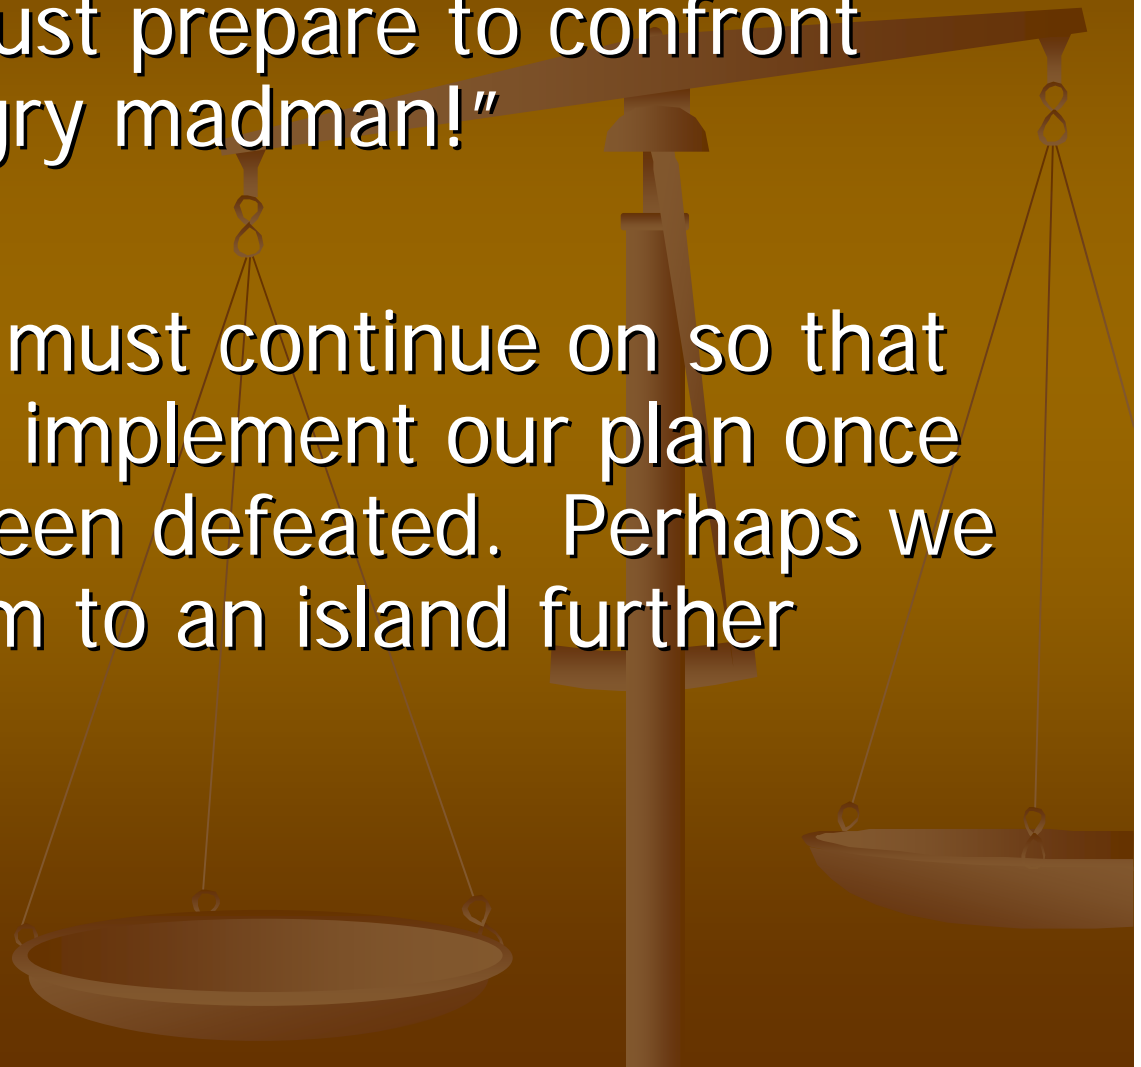 ust prepare to confront
gry madman!”
must continue on so that
implement our plan once
een defeated.  Perhaps we
m to an island further